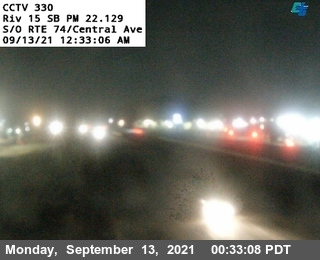 CCTV 330
Riv 15 SB PM 22.129
S/O RTE 74/Central Ave
09/13/21 12:33:06 AM
Monday, September 13, 2021 00:33:08 PDT